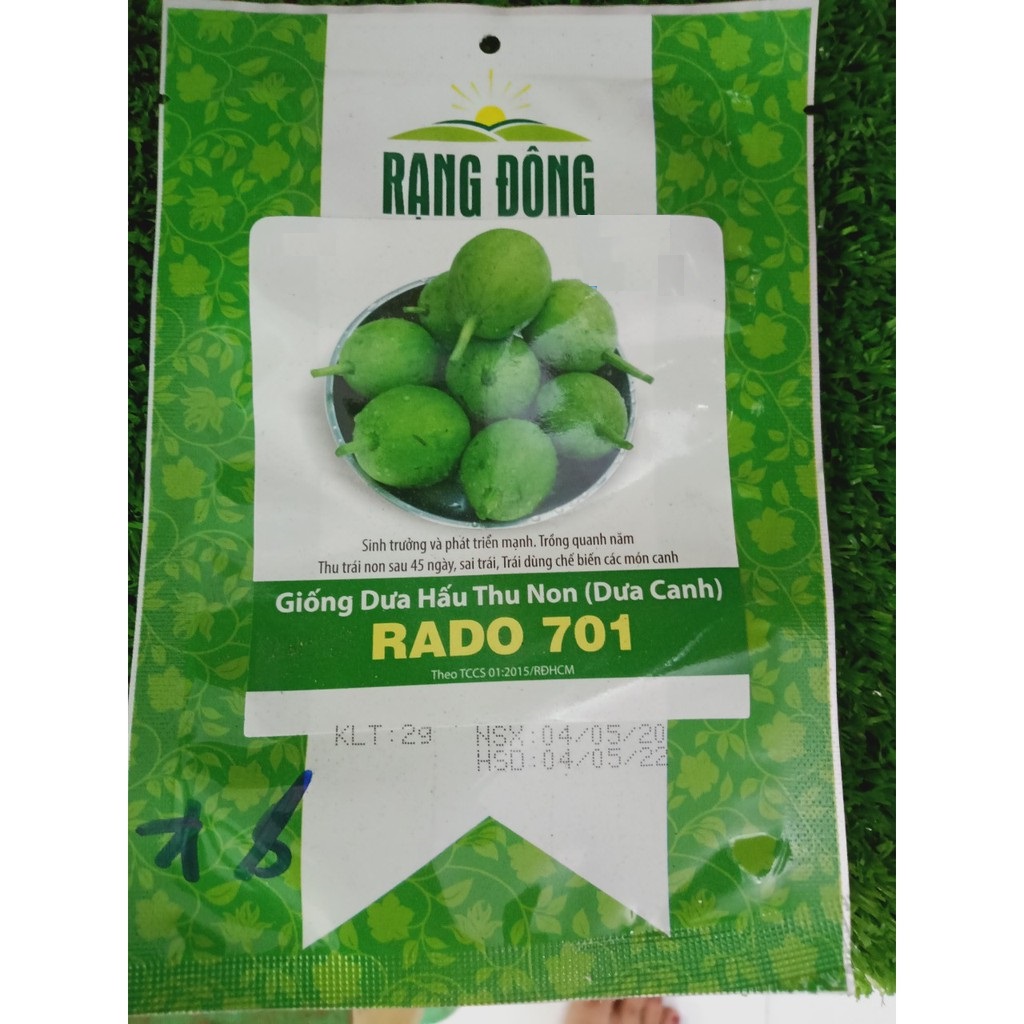 RẠNG ĐÔNG
Sinh trưởng và phát triển mạnh. Trồng quanh năm
Thu trái non sau 45 ngày, sai trái, Trái dùng chế biến các món canh
Giống Dưa Hấu Thu Non (Dưa Canh)
RADO 701
Theo TCCS 01:2015/RĐHCM
KLT:2g NSX:04/05/20
HSD:04/05/22